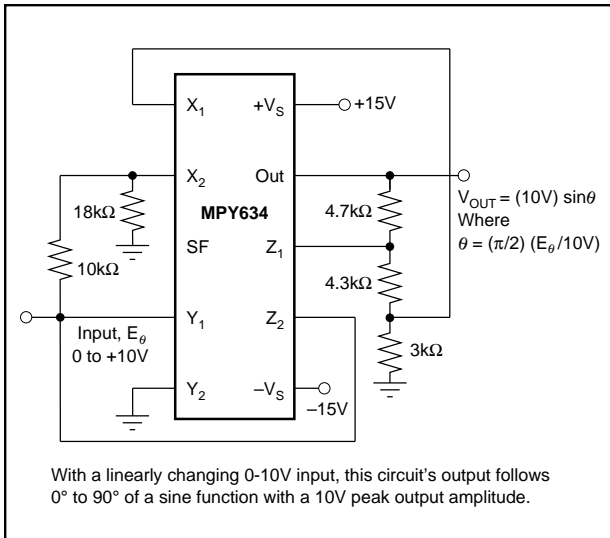 X1
+VS
+15V
X2
Out
18kΩ
MPY634
4.7kΩ
VOUT = (10V) sinθ
Where
θ = (π/2) (Eθ/10V)
SF
Z1
10kΩ
4.3kΩ
Input, Eθ
0 to +10V
Y1
Z2
3kΩ
Y2
–VS
–15V
With a linearly changing 0-10V input, this circuit's output follows
0° to 90° of a sine function with a 10V peak output amplitude.